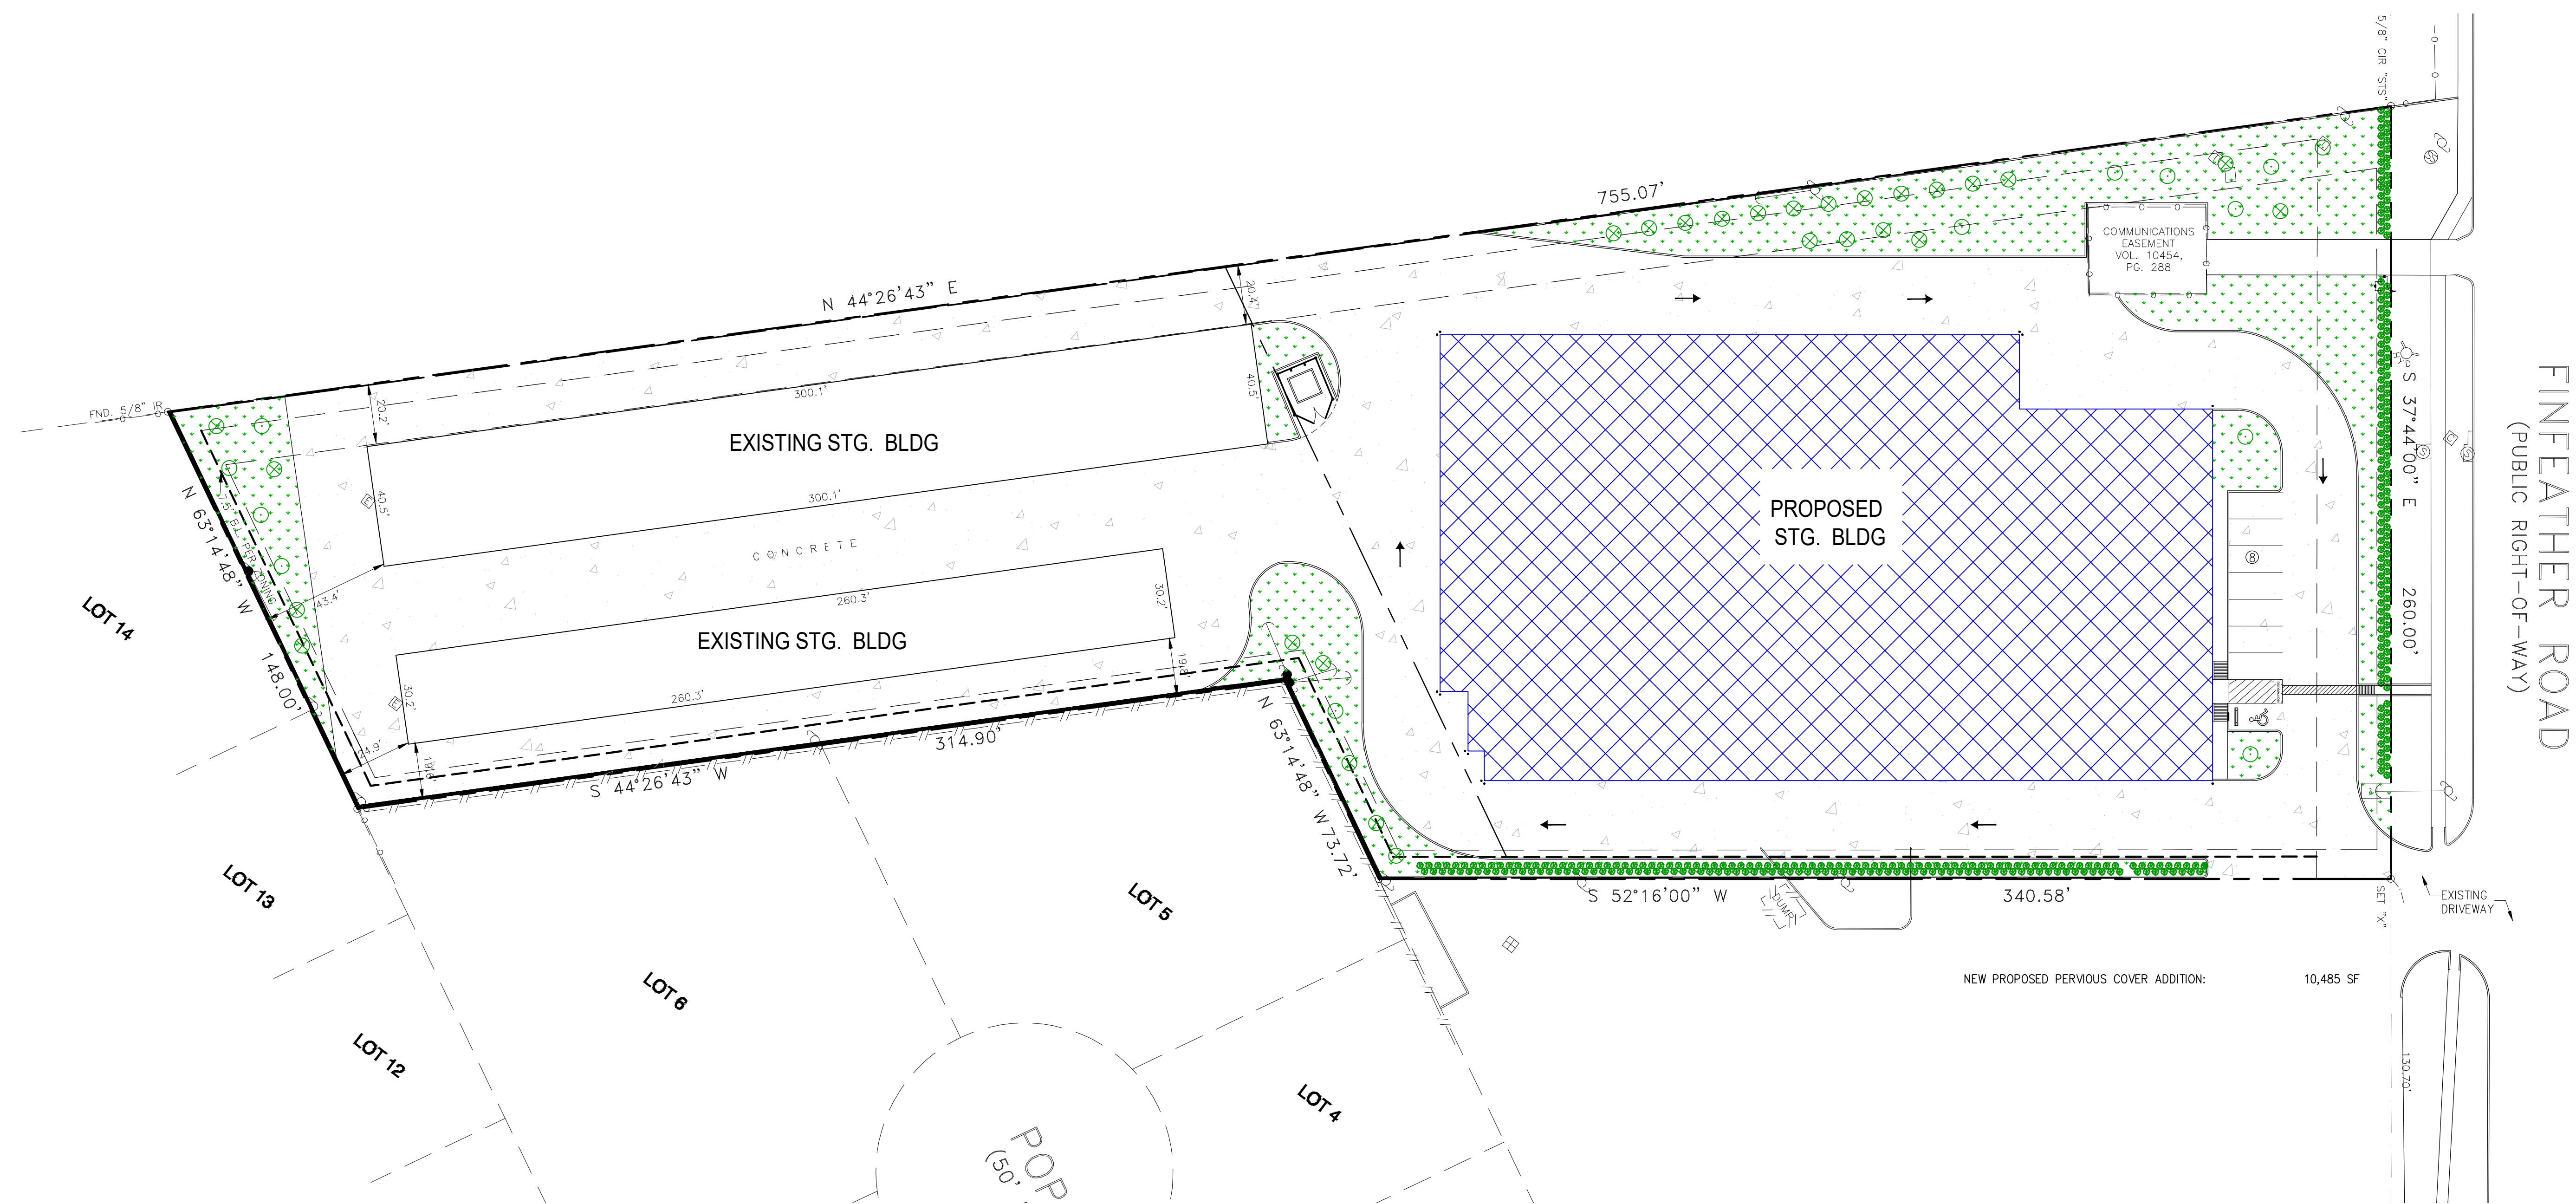 5/8" CIR "STS"
755.07'
COMMUNICATIONS
EASEMENT
VOL. 10454,
PG. 288
N 44°26'43" E
20.4'
FND. 5/8" IR
20.2'
300.1'
40.5'
EXISTING STG. BLDG
300.1'
40.5'
E
7.5' B.L. PER ZONING
N 63°14'48" W
148.00'
CONCRETE
43.4'
260.3'
30.2'
EXISTING STG. BLDG
19.8'
260.3'
30.2'
E
24.9'
19.6'
314.90'
S 44°26'43" W
N 63°14'48" W
73.72'
PROPOSED
STG. BLDG
8
S 37°44'00" E
260.00'
FINFEATHER ROAD
(PUBLIC RIGHT-OF-WAY)
SS
C
S
S
S 52°16'00" W
340.58'
DUMP
SET "X"
EXISTING
DRIVEWAY
NEW PROPOSED PERVIOUS COVER ADDITION: 10,485 SF
130.70'
LOT 14
LOT 13
LOT 12
LOT 6
LOT 5
LOT 4
POP
(50'